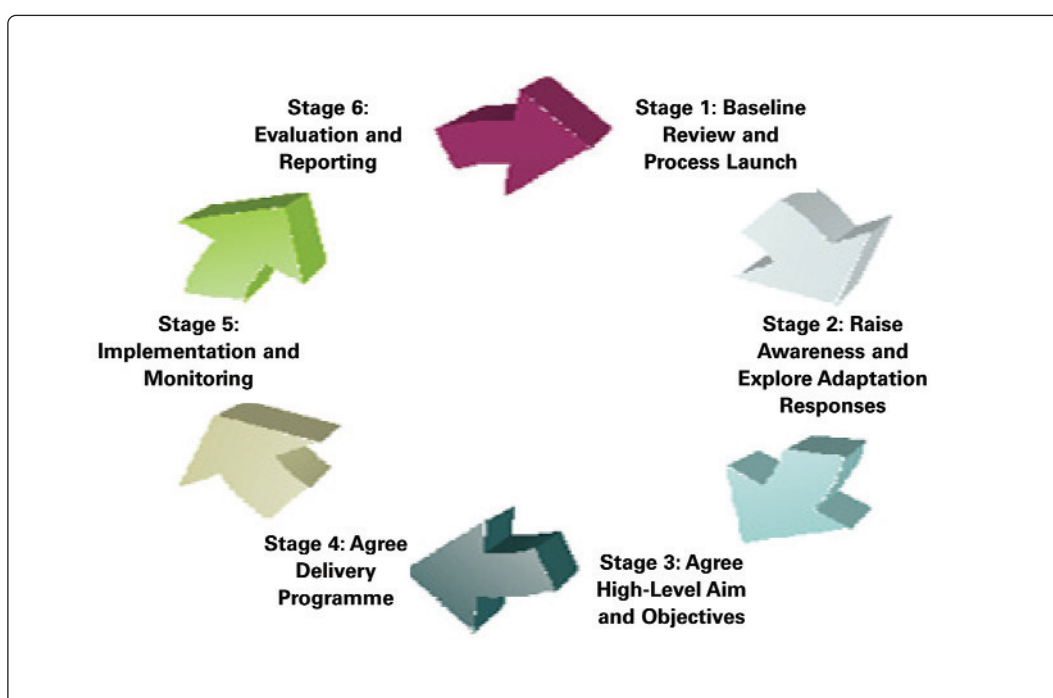 Stage 1: Baseline
Review and
Process Launch
Stage 2: Raise
Awareness and
Explore Adaptation
Responses
Stage 3: Agree
High-Level Aim
and Objectives
Stage 4: Agree
Delivery
Programme
Stage 5:
Implementation and
Monitoring
Stage 6:
Evaluation and
Reporting